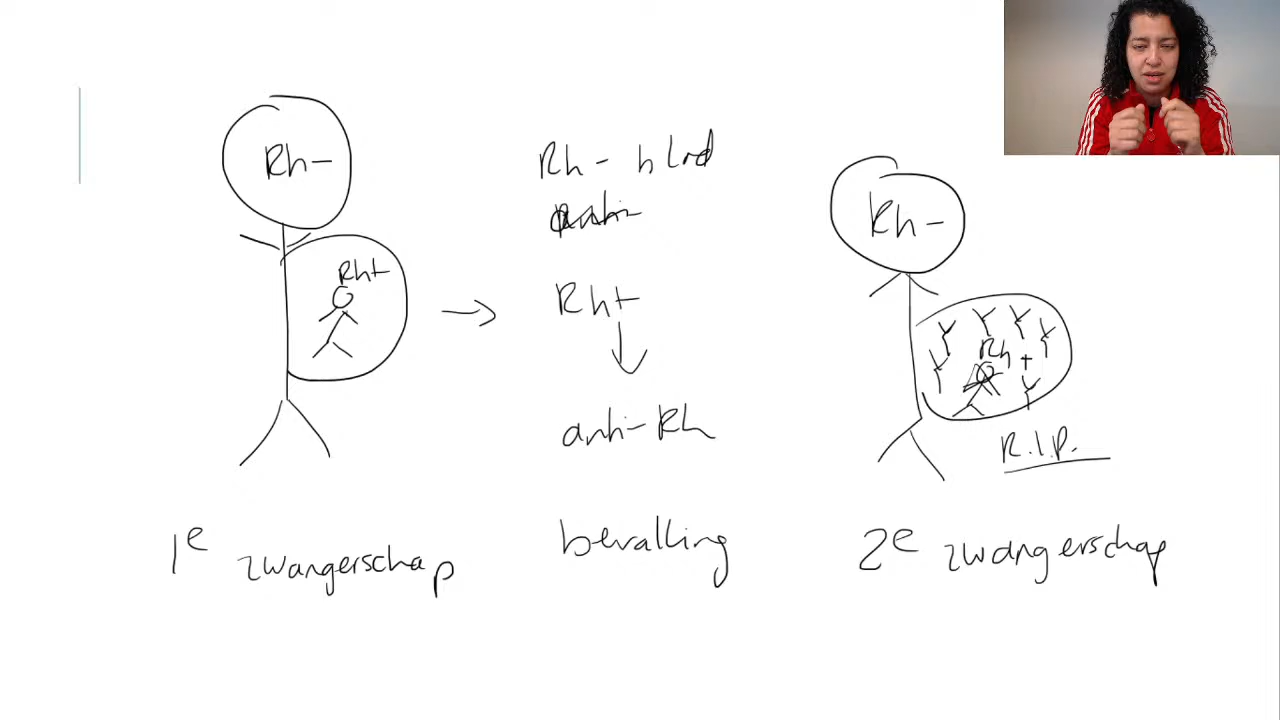 Rh-
Rh+
1e zwangerschap
Rh- bloed
Rh+
anti-Rh
bevalling
Rh-
Rh+
R.I.P.
2e zwangerschap